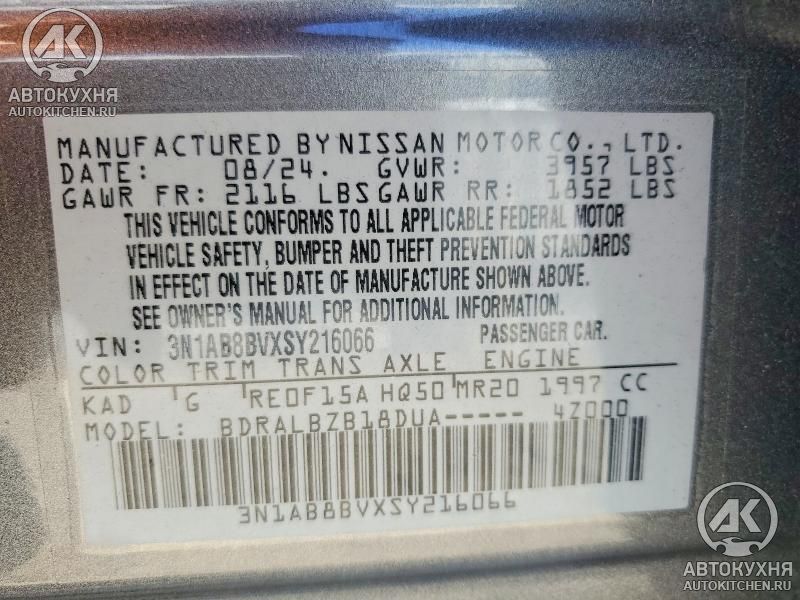 АВТОКУХНЯ
AUTOKITCHEN.RU
MANUFACTURED BY NISSAN MOTOR CO., LTD.
DATE: 08/24. GVWR: 3957 LBS
GAWR FR: 2116 LBS GAWR RR: 1852 LBS
THIS VEHICLE CONFORMS TO ALL APPLICABLE FEDERAL MOTOR
VEHICLE SAFETY, BUMPER AND THEFT PREVENTION STANDARDS
IN EFFECT ON THE DATE OF MANUFACTURE SHOWN ABOVE.
SEE OWNER'S MANUAL FOR ADDITIONAL INFORMATION.
VIN: 3N1AB8BVXSY216066 PASSENGER CAR.
COLOR TRIM TRANS AXLE ENGINE
KAD G RE0F15A HQ50 MR20 1997 CC
MODEL: BDRALBZB18DUA----- 4Z000
3N1AB8BVXSY216066
АВТОКУХНЯ
AUTOKITCHEN.RU